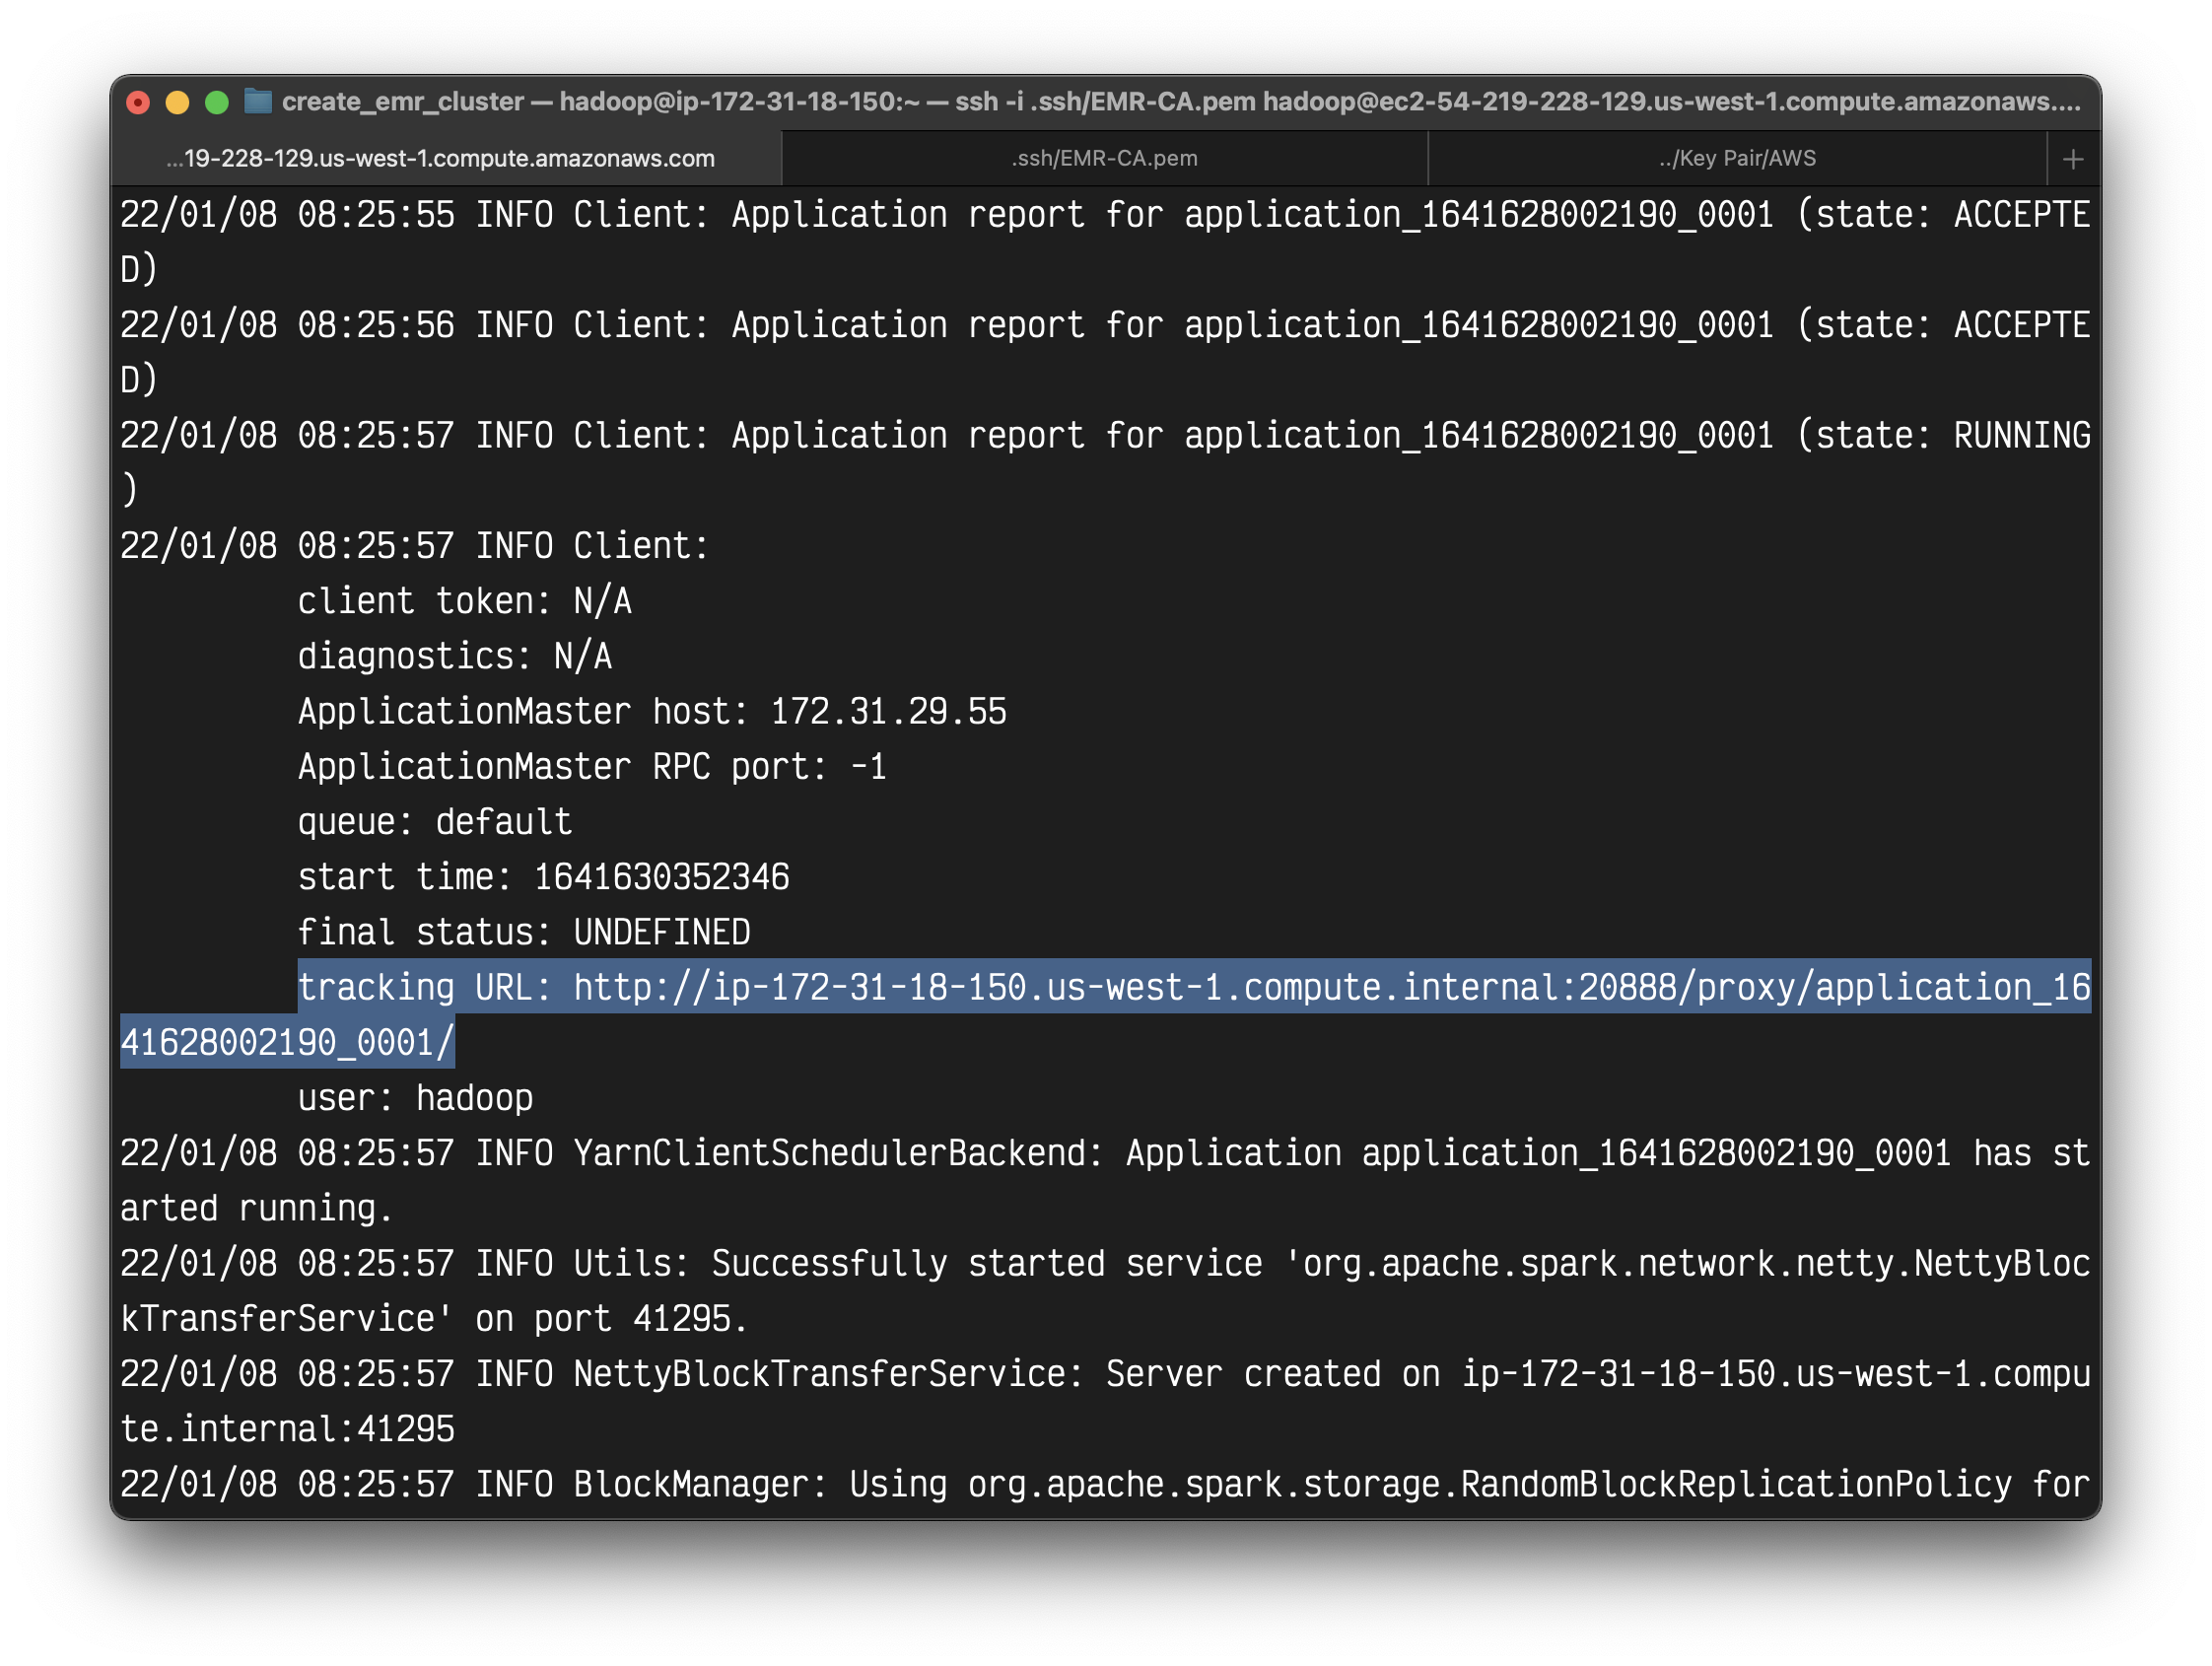 create_emr_cluster — hadoop@ip-172-31-18-150:~ — ssh -i .ssh/EMR-CA.pem hadoop@ec2-54-219-228-129.us-west-1.compute.amazonaws....
...19-228-129.us-west-1.compute.amazonaws.com
.ssh/EMR-CA.pem
../Key Pair/AWS
22/01/08 08:25:55 INFO Client: Application report for application_1641628002190_0001 (state: ACCEPTE
D)
22/01/08 08:25:56 INFO Client: Application report for application_1641628002190_0001 (state: ACCEPTE
D)
22/01/08 08:25:57 INFO Client: Application report for application_1641628002190_0001 (state: RUNNING
)
22/01/08 08:25:57 INFO Client:
client token: N/A
diagnostics: N/A
ApplicationMaster host: 172.31.29.55
ApplicationMaster RPC port: -1
queue: default
start time: 1641630352346
final status: UNDEFINED
tracking URL: http://ip-172-31-18-150.us-west-1.compute.internal:20888/proxy/application_16
41628002190_0001/
user: hadoop
22/01/08 08:25:57 INFO YarnClientSchedulerBackend: Application application_1641628002190_0001 has st
arted running.
22/01/08 08:25:57 INFO Utils: Successfully started service 'org.apache.spark.network.netty.NettyBloc
kTransferService' on port 41295.
22/01/08 08:25:57 INFO NettyBlockTransferService: Server created on ip-172-31-18-150.us-west-1.compu
te.internal:41295
22/01/08 08:25:57 INFO BlockManager: Using org.apache.spark.storage.RandomBlockReplicationPolicy for